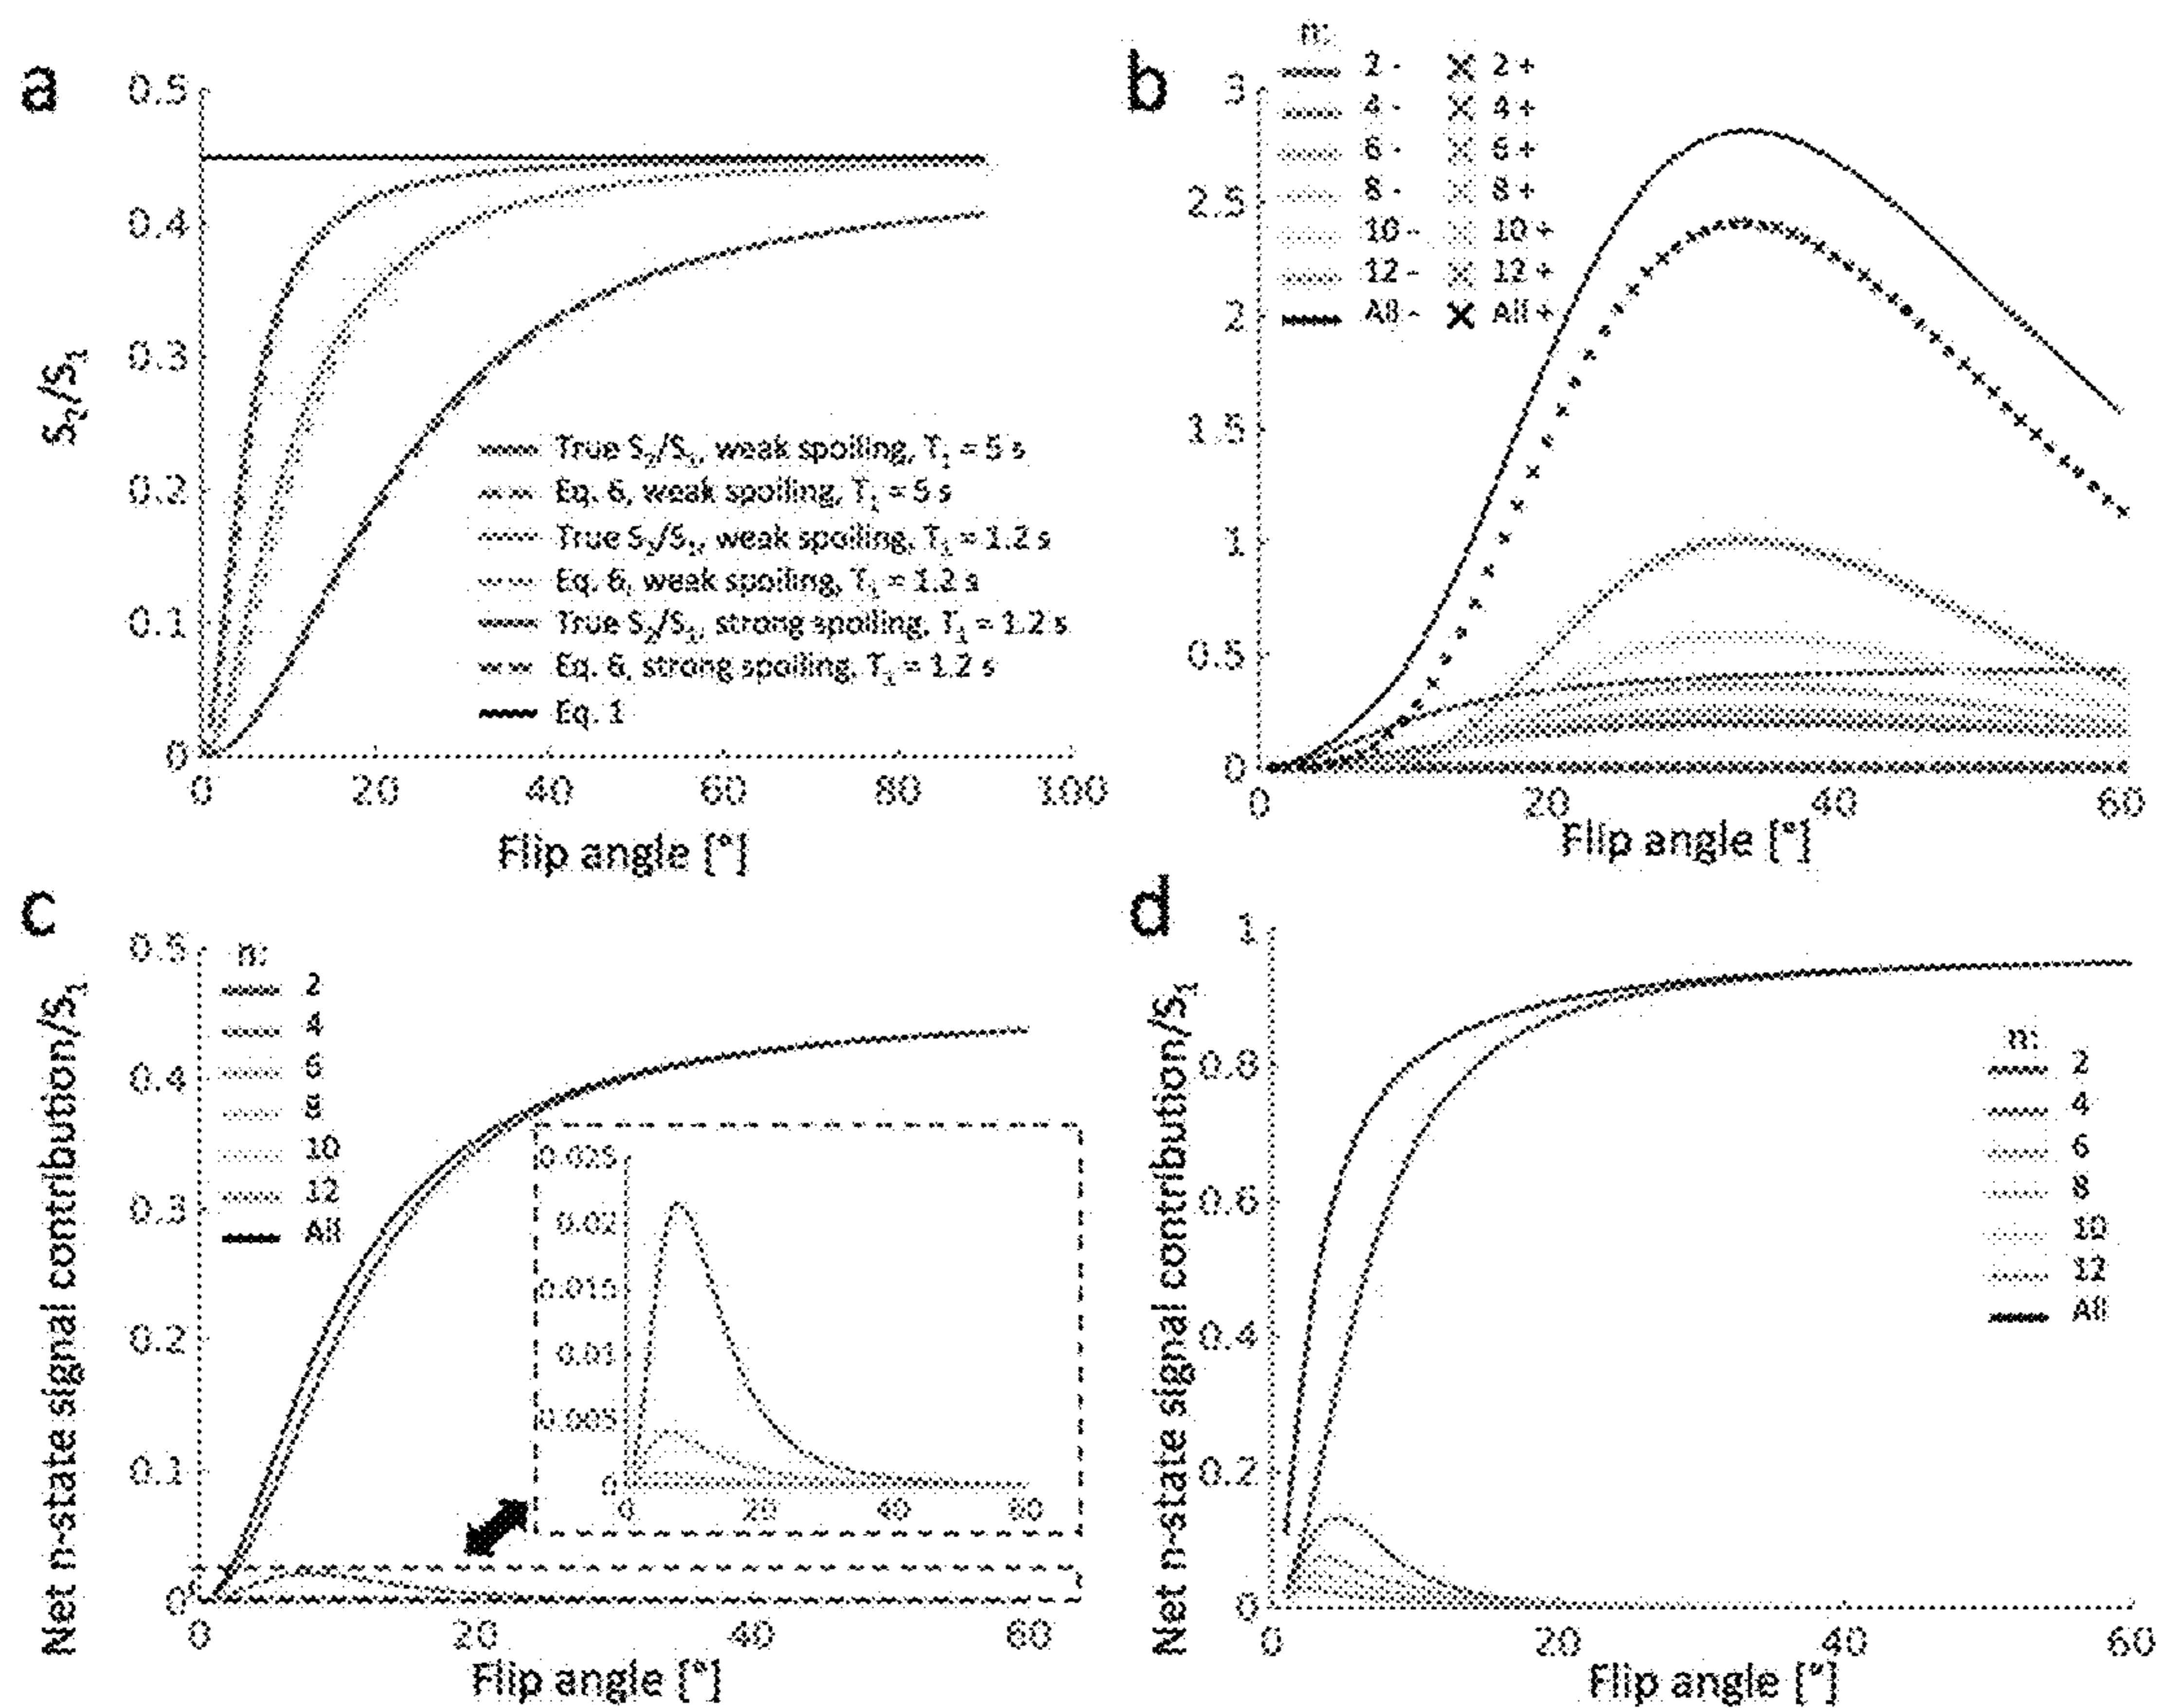 a
0.5
0.4
0.3
0.2
0.1
0
0 20 40 60 80 100
S2/S1
Flip angle [°]
True S2/S1, weak spoiling, T1 = 5 s
Eq. 6, weak spoiling, T1 = 5 s
True S2/S1, weak spoiling, T1 = 1.2 s
Eq. 6, weak spoiling, T1 = 1.2 s
True S2/S1, strong spoiling, T1 = 1.2 s
Eq. 6, strong spoiling, T1 = 1.2 s
Eq. 1
b
n:
2 - 2 +
4 - 4 +
6 - 6 +
8 - 8 +
10 - 10 +
12 - 12 +
All - All +
3
2.5
2
1.5
1
0.5
0
0 20 40 60
Flip angle [°]
c
Net n-state signal contribution/S1
n:
2
4
6
8
10
12
All
0.5
0.4
0.3
0.2
0.1
0
0 20 40 60
Flip angle [°]
0.025
0.02
0.015
0.01
0.005
0
0 20 40 60
d
Net n-state signal contribution/S1
n:
2
4
6
8
10
12
All
1
0.8
0.6
0.4
0.2
0
0 20 40 60
Flip angle [°]